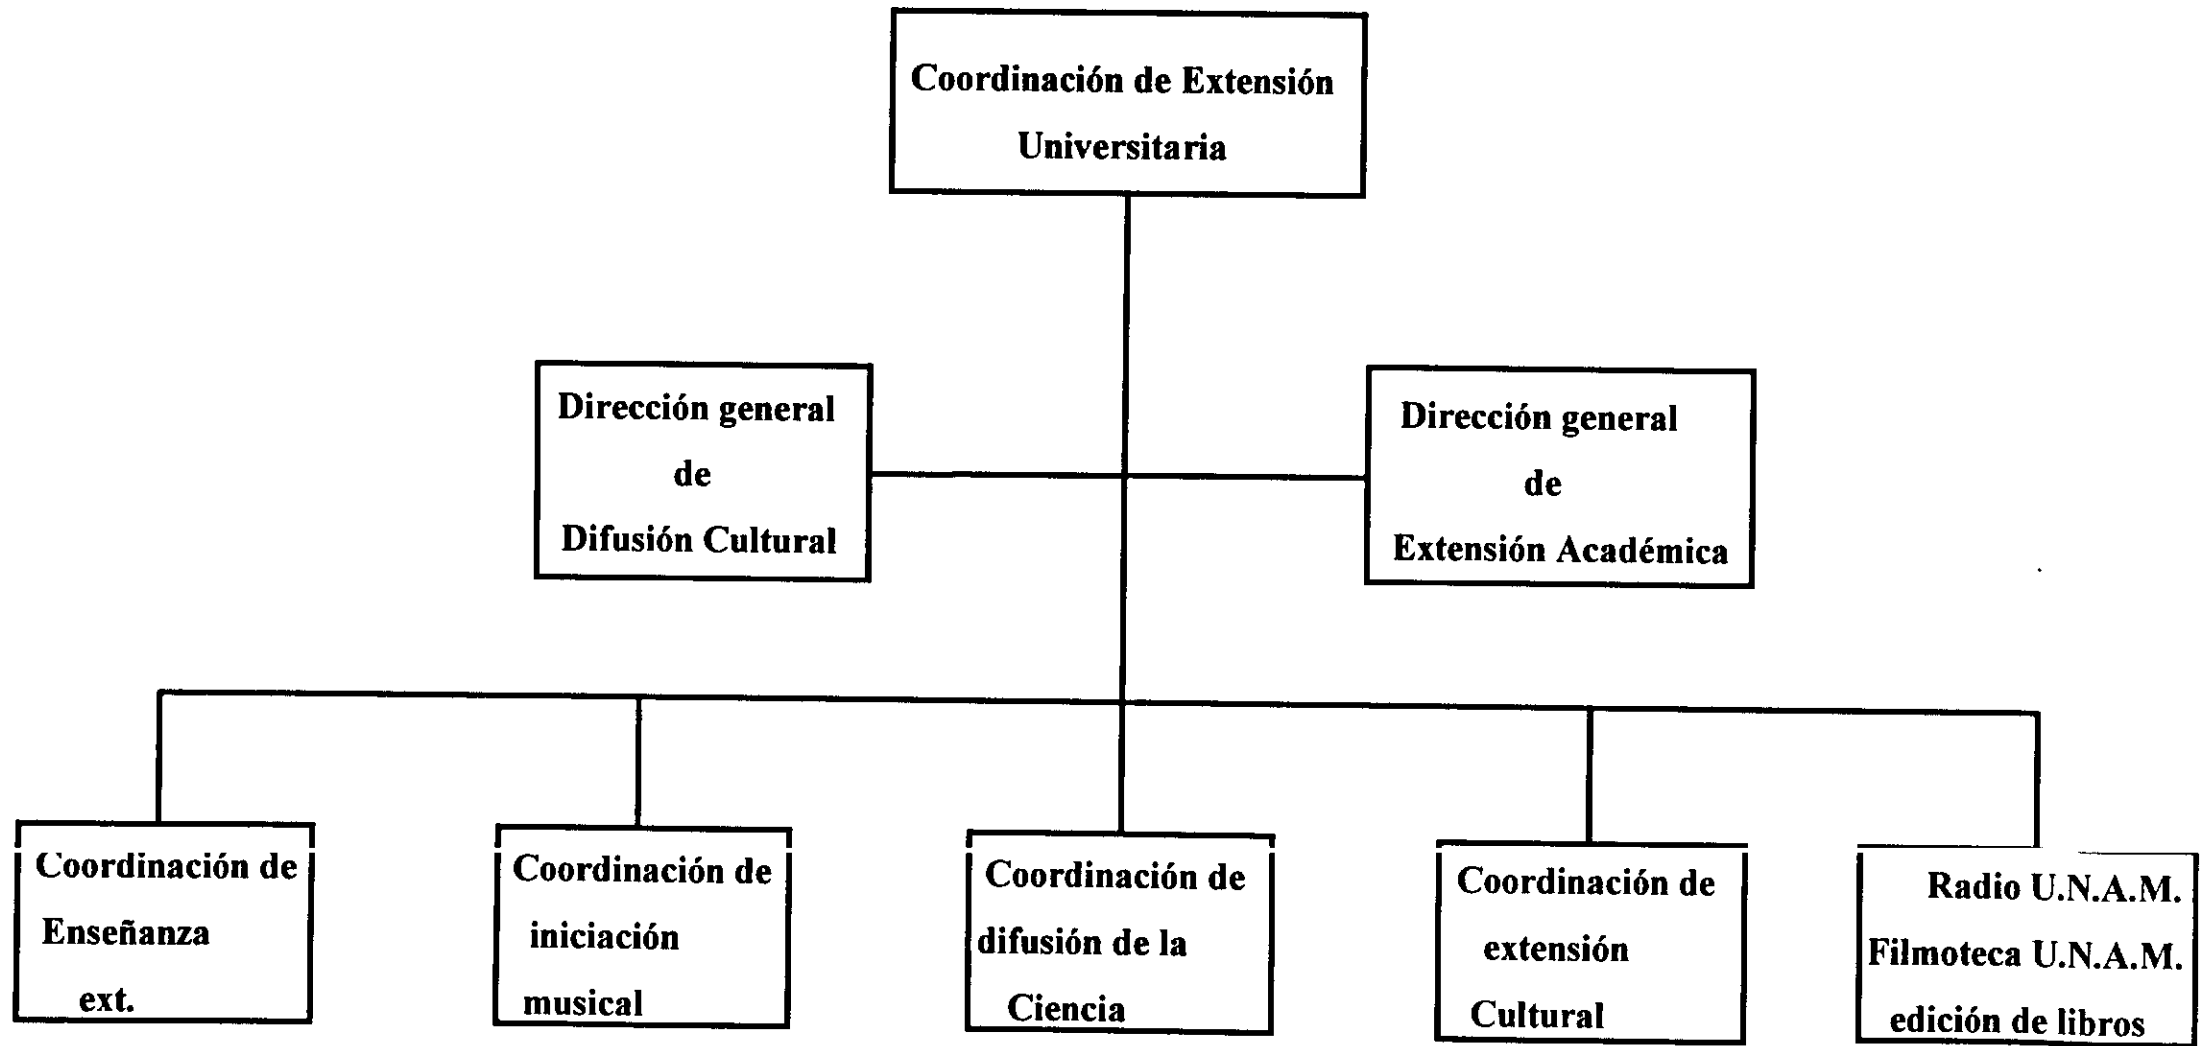 Coordinación de Extensión
Universitaria
Dirección general
de
Difusión Cultural
Dirección general
de
Extensión Académica
Coordinación de
Enseñanza
ext.
Coordinación de
iniciación
musical
Coordinación de
difusión de la
Ciencia
Coordinación de
extensión
Cultural
Radio U.N.A.M.
Filmoteca U.N.A.M.
edición de libros